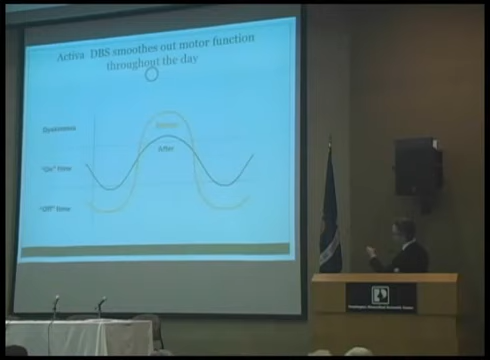 Activa DBS smoothes out motor function
throughout the day
Dyskinesia
Before
After
"On" time
"Off" time